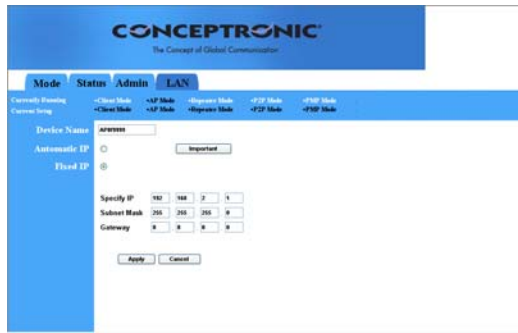 CONCEPTRONIC
The Concept of Global Communication
Mode Status Admin LAN
Currently Running •Client Mode •AP Mode •Repeater Mode •P2P Mode •PMP Mode
Current Setup •Client Mode •AP Mode •Repeater Mode •P2P Mode •PMP Mode
Device Name
Automatic IP Important
Fixed IP
Specify IP 192 168 2 1
Subnet Mask 255 255 255 0
Gateway 0 0 0 0
Apply Cancel